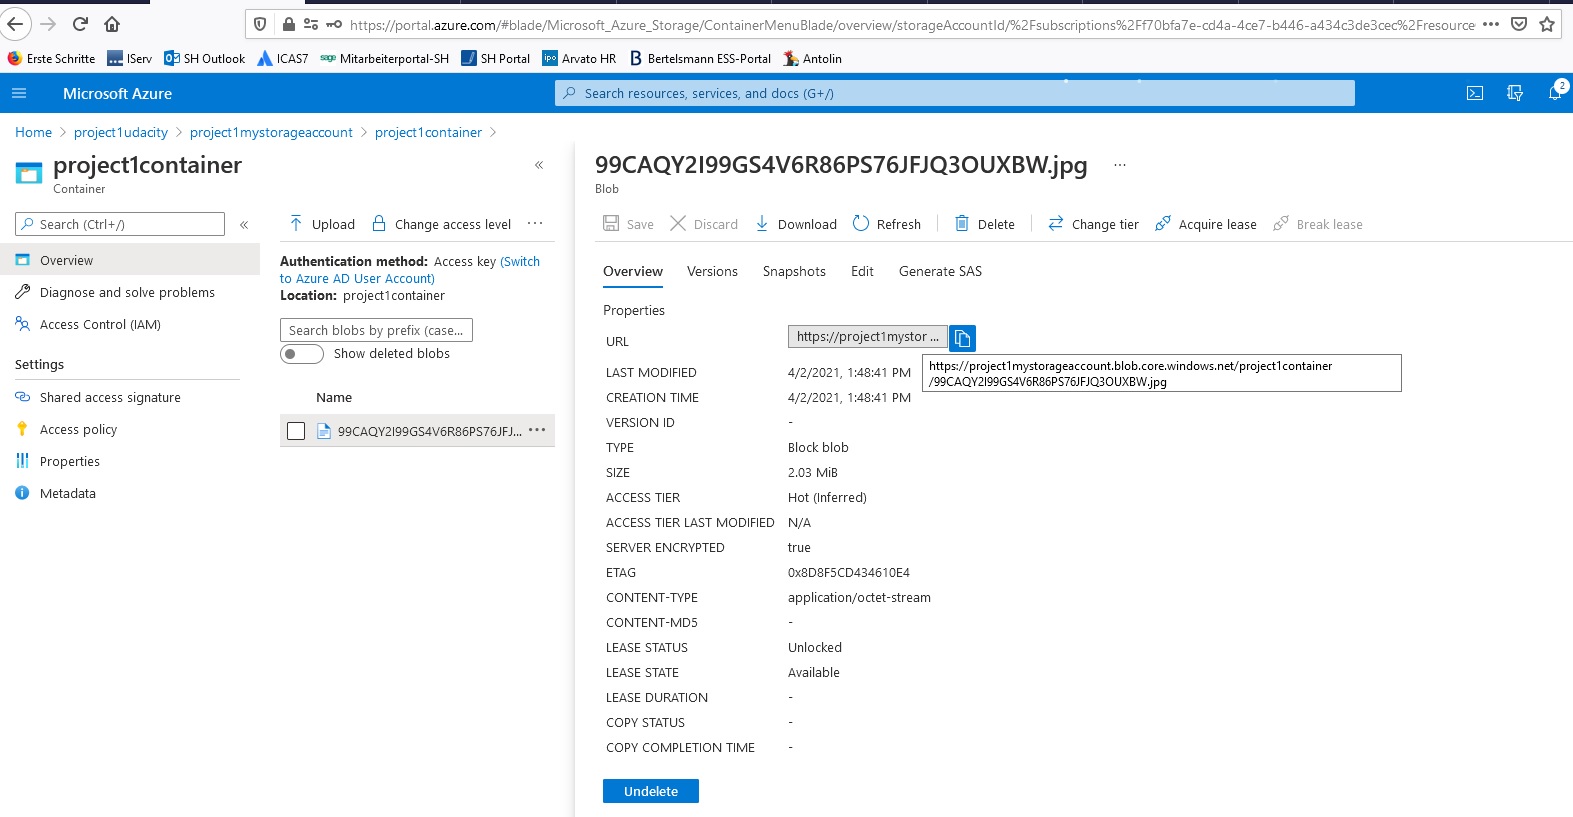 https://portal.azure.com/#blade/Microsoft_Azure_Storage/ContainerMenuBlade/overview/storageAccountId/%2Fsubscriptions%2Ff70bfa7e-cd4a-4ce7-b446-a434c3de3cec%2Fresource
Erste Schritte IServ SH Outlook ICAS7 sage Mitarbeiterportal-SH SH Portal ipo Arvato HR B Bertelsmann ESS-Portal Antolin
Microsoft Azure
Search resources, services, and docs (G+/)
2
Home > project1udacity > project1mystorageaccount > project1container >
project1container
Container
«
Search (Ctrl+/)
«
Overview
Diagnose and solve problems
Access Control (IAM)
Settings
Shared access signature
Access policy
Properties
Metadata
Upload Change access level ...
Authentication method: Access key (Switch
to Azure AD User Account)
Location: project1container
Search blobs by prefix (case...
Show deleted blobs
Name
99CAQY2I99GS4V6R86PS76JFJ... ...
99CAQY2I99GS4V6R86PS76JFJQ3OUXBW.jpg ...
Blob
Save Discard Download Refresh Delete Change tier Acquire lease Break lease
Overview Versions Snapshots Edit Generate SAS
Properties
URL https://project1mystor ...
https://project1mystorageaccount.blob.core.windows.net/project1container
/99CAQY2I99GS4V6R86PS76JFJQ3OUXBW.jpg
LAST MODIFIED 4/2/2021, 1:48:41 PM
CREATION TIME 4/2/2021, 1:48:41 PM
VERSION ID -
TYPE Block blob
SIZE 2.03 MiB
ACCESS TIER Hot (Inferred)
ACCESS TIER LAST MODIFIED N/A
SERVER ENCRYPTED true
ETAG 0x8D8F5CD434610E4
CONTENT-TYPE application/octet-stream
CONTENT-MD5 -
LEASE STATUS Unlocked
LEASE STATE Available
LEASE DURATION -
COPY STATUS -
COPY COMPLETION TIME -
Undelete